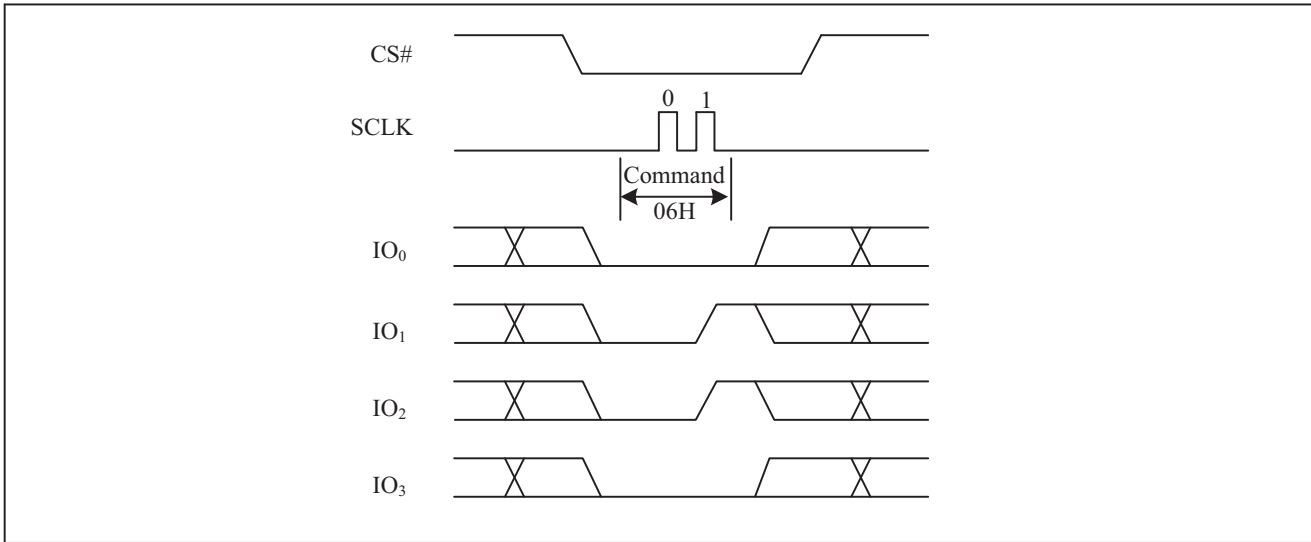 CS#
0 1
SCLK
Command
06H
IO₀
IO₁
IO₂
IO₃